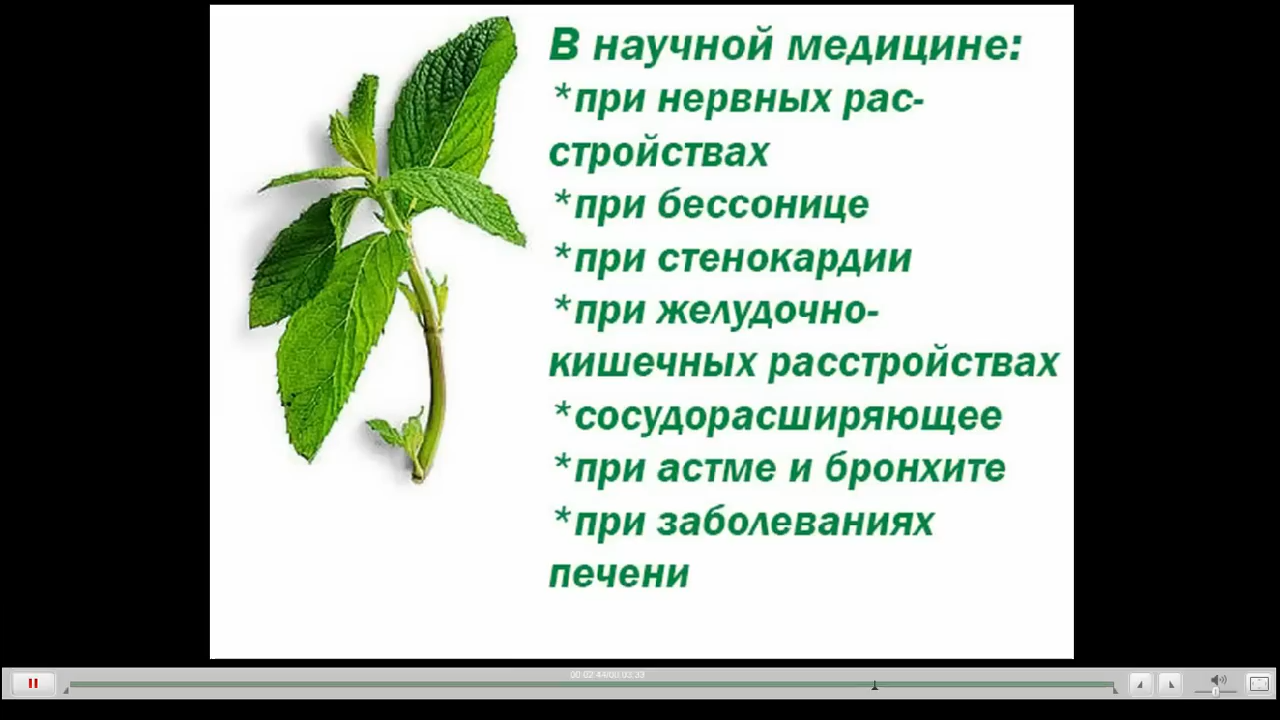 В научной медицине:
*при нервных рас-
стройствах
*при бессонице
*при стенокардии
*при желудочно-
кишечных расстройствах
*сосудорасширяющее
*при астме и бронхите
*при заболеваниях
печени